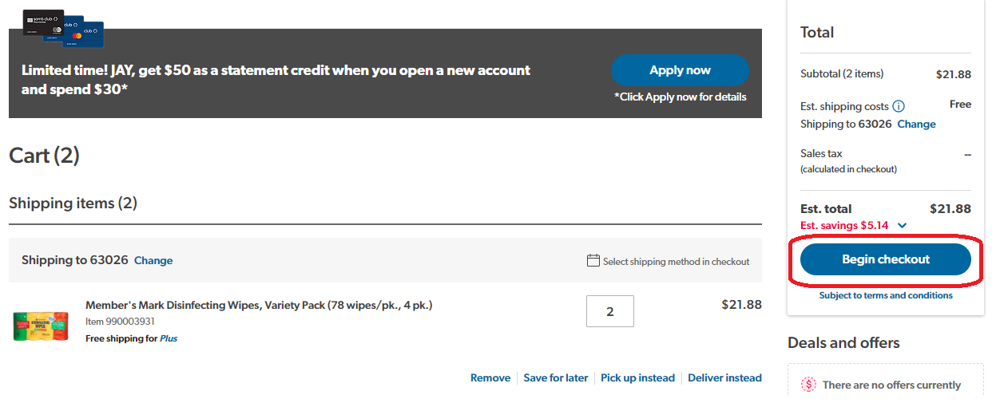 sam's club
club
club
Limited time! JAY, get $50 as a statement credit when you open a new account
and spend $30*
Apply now
*Click Apply now for details
Cart (2)
Shipping items (2)
Shipping to 63026 Change
Select shipping method in checkout
Member's Mark Disinfecting Wipes, Variety Pack (78 wipes/pk., 4 pk.)
Item 990003931
Free shipping for Plus
2
$21.88
Remove
Save for later
Pick up instead
Deliver instead
Total
Subtotal (2 items) $21.88
Est. shipping costs Free
Shipping to 63026 Change
Sales tax --
(calculated in checkout)
Est. total $21.88
Est. savings $5.14
Begin checkout
Subject to terms and conditions
Deals and offers
$ There are no offers currently